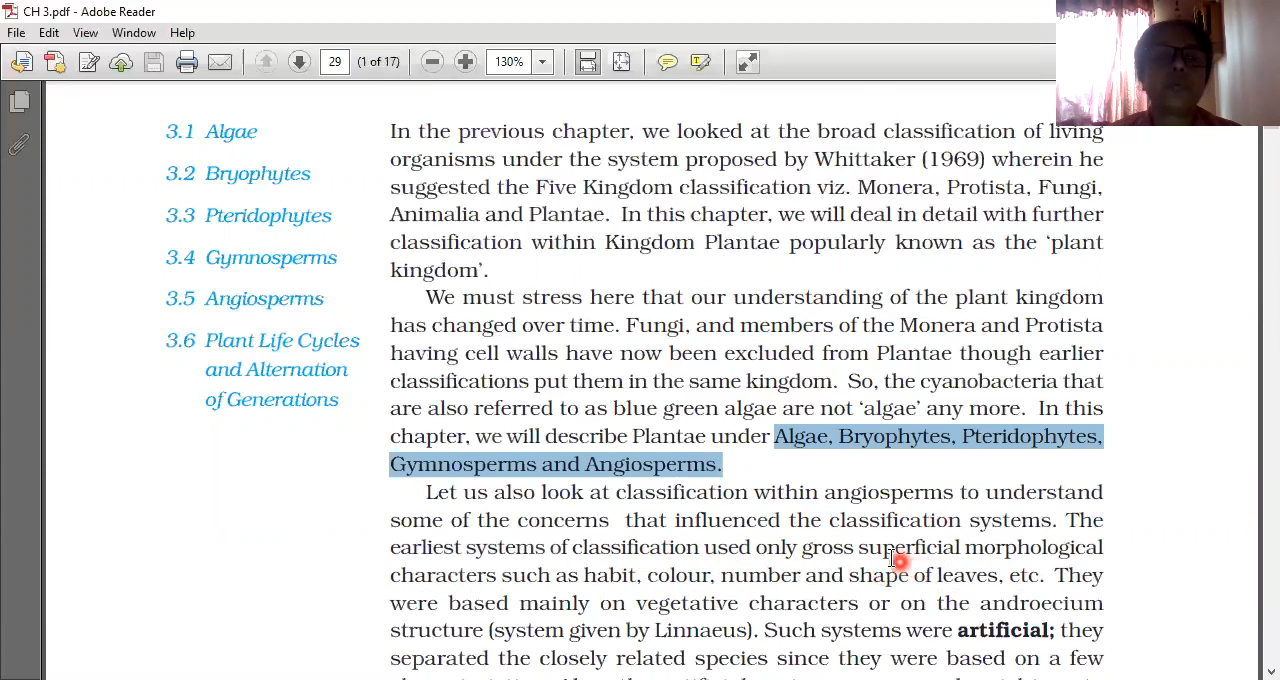 CH 3.pdf - Adobe Reader
File Edit View Window Help
29 (1 of 17) 130%
3.1 Algae
3.2 Bryophytes
3.3 Pteridophytes
3.4 Gymnosperms
3.5 Angiosperms
3.6 Plant Life Cycles
and Alternation
of Generations
In the previous chapter, we looked at the broad classification of living
organisms under the system proposed by Whittaker (1969) wherein he
suggested the Five Kingdom classification viz. Monera, Protista, Fungi,
Animalia and Plantae. In this chapter, we will deal in detail with further
classification within Kingdom Plantae popularly known as the ‘plant
kingdom’.
We must stress here that our understanding of the plant kingdom
has changed over time. Fungi, and members of the Monera and Protista
having cell walls have now been excluded from Plantae though earlier
classifications put them in the same kingdom. So, the cyanobacteria that
are also referred to as blue green algae are not ‘algae’ any more. In this
chapter, we will describe Plantae under Algae, Bryophytes, Pteridophytes,
Gymnosperms and Angiosperms.
Let us also look at classification within angiosperms to understand
some of the concerns that influenced the classification systems. The
earliest systems of classification used only gross superficial morphological
characters such as habit, colour, number and shape of leaves, etc. They
were based mainly on vegetative characters or on the androecium
structure (system given by Linnaeus). Such systems were artificial; they
separated the closely related species since they were based on a few